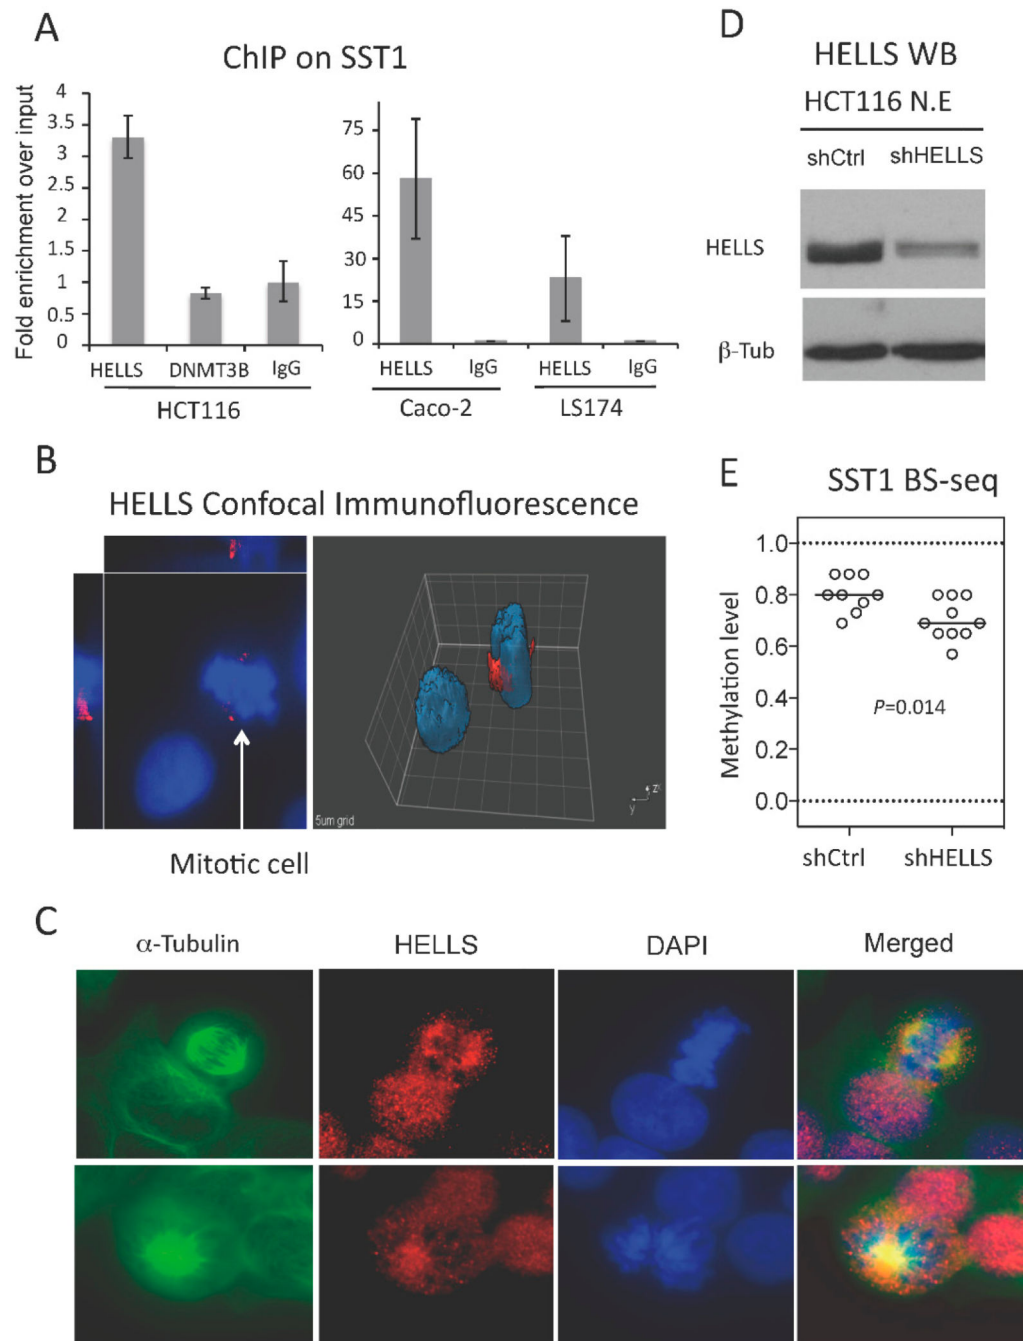 A
ChIP on SST1
Fold enrichment over input
4
3.5
3
2.5
2
1.5
1
0.5
0
HELLS DNMT3B IgG
HCT116
75
60
45
30
15
0
HELLS IgG HELLS IgG
Caco-2 LS174
D
HELLS WB
HCT116 N.E
shCtrl shHELLS
HELLS
β-Tub
B
HELLS Confocal Immunofluorescence
5um grid
z
y
Mitotic cell
E
SST1 BS-seq
Methylation level
1.0
0.8
0.6
0.4
0.2
0.0
P=0.014
shCtrl shHELLS
C
α-Tubulin HELLS DAPI Merged